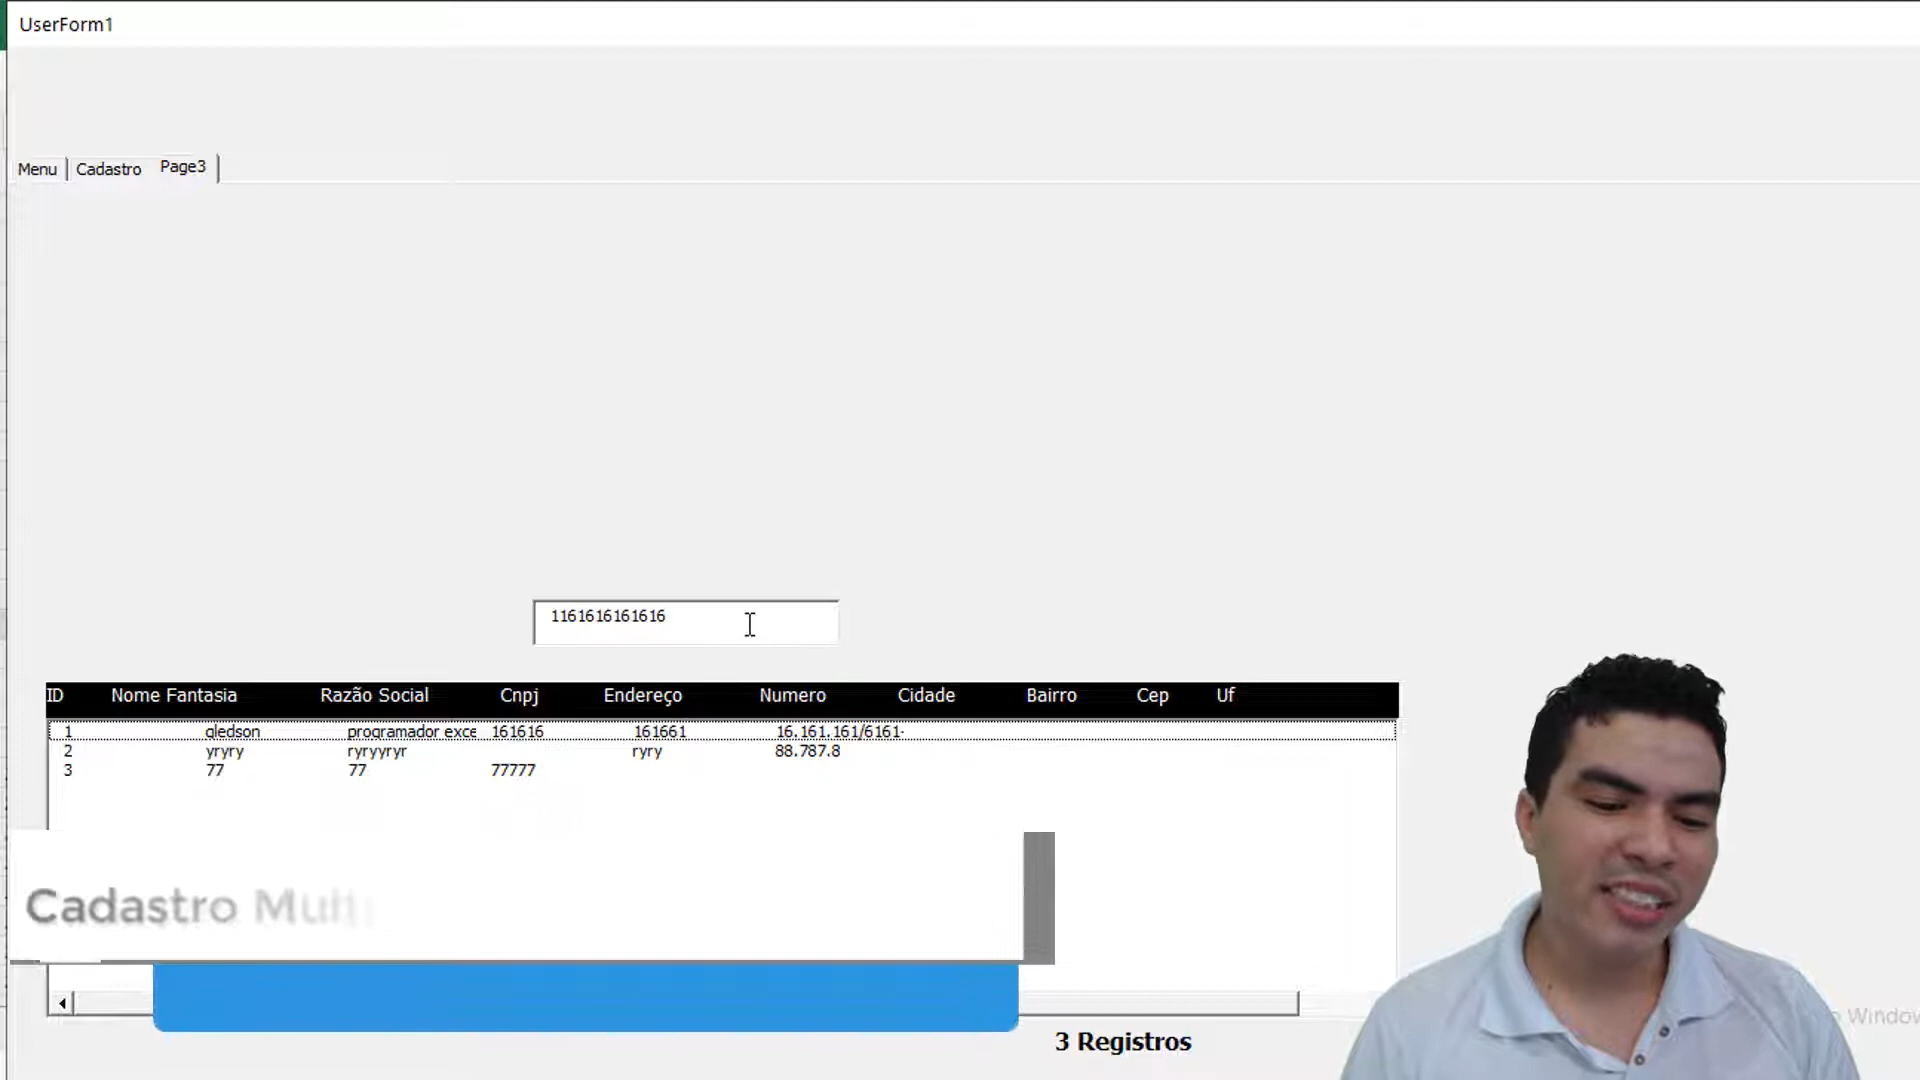 UserForm1
Menu Cadastro Page3
1161616161616
ID Nome Fantasia Razão Social Cnpj Endereço Numero Cidade Bairro Cep Uf
1 gledson programador exce 161616 161661 16.161.161/6161-
2 yryry ryryyryr ryry 88.787.8
3 77 77 77777
Cadastro
3 Registros